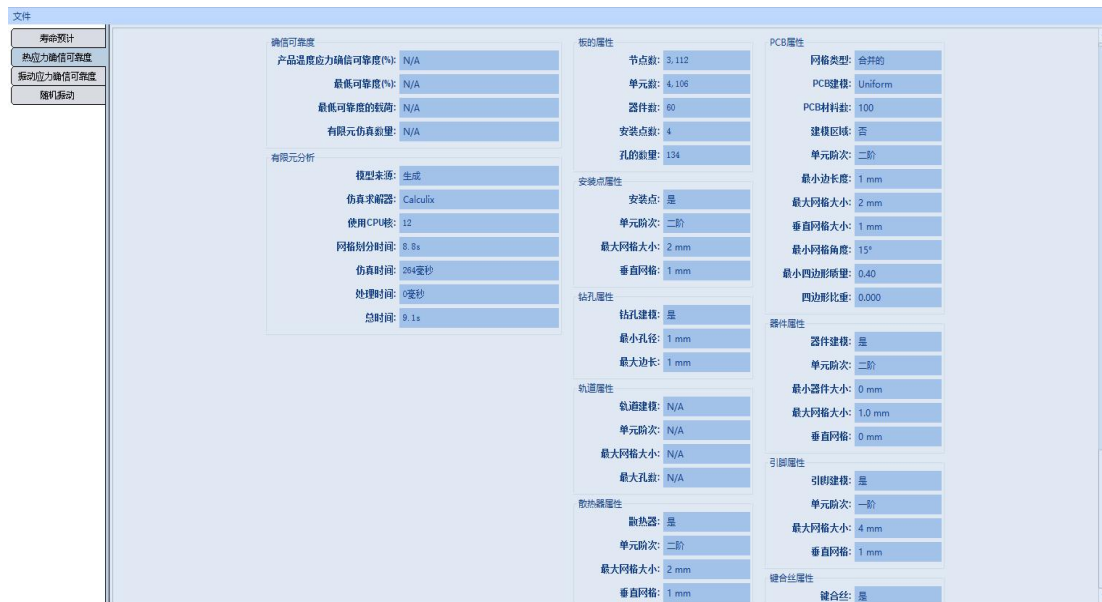 文件
寿命预计
热应力确信可靠度
振动应力确信可靠度
随机振动
确信可靠度
产品温度应力确信可靠度(%): N/A
最低可靠度(%): N/A
最低可靠度的载荷: N/A
有限元仿真数量: N/A
有限元分析
模型来源: 生成
仿真求解器: Calculix
使用CPU核: 12
网格划分时间: 8.8s
仿真时间: 264毫秒
处理时间: 0毫秒
总时间: 9.1s
板的属性
节点数: 3,112
单元数: 4,106
器件数: 60
安装点数: 4
孔的数量: 134
安装点属性
安装点: 是
单元阶次: 二阶
最大网格大小: 2 mm
垂直网格: 1 mm
钻孔属性
钻孔建模: 是
最小孔径: 1 mm
最大边长: 1 mm
轨道属性
轨道建模: N/A
单元阶次: N/A
最大网格大小: N/A
最大孔数: N/A
散热器属性
散热器: 是
单元阶次: 二阶
最大网格大小: 2 mm
垂直网格: 1 mm
PCB属性
网格类型: 合并的
PCB建模: Uniform
PCB材料数: 100
建模区域: 否
单元阶次: 二阶
最小边长度: 1 mm
最大网格大小: 2 mm
垂直网格大小: 1 mm
最小网格角度: 15°
最小四边形质量: 0.40
四边形比重: 0.000
器件属性
器件建模: 是
单元阶次: 二阶
最小器件大小: 0 mm
最大网格大小: 1.0 mm
垂直网格: 0 mm
引脚属性
引脚建模: 是
单元阶次: 一阶
最大网格大小: 4 mm
垂直网格: 1 mm
键合丝属性
键合丝: 是